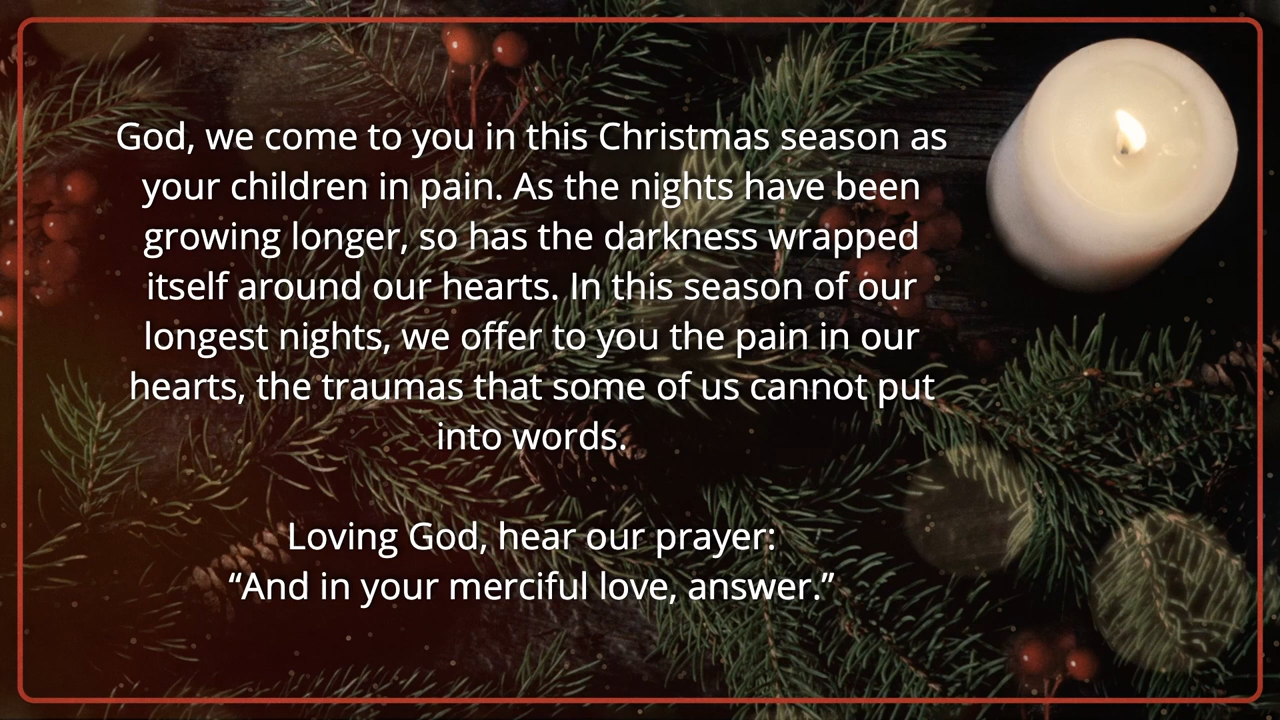 God, we come to you in this Christmas season as
your children in pain. As the nights have been
growing longer, so has the darkness wrapped
itself around our hearts. In this season of our
longest nights, we offer to you the pain in our
hearts, the traumas that some of us cannot put
into words.
Loving God, hear our prayer:
“And in your merciful love, answer.”